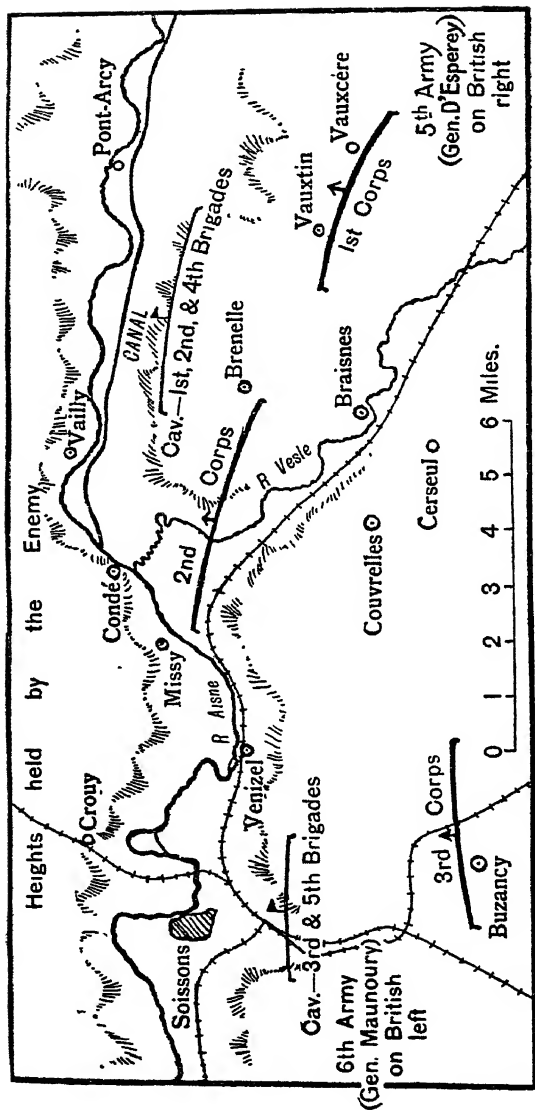 Heights held by the Enemy
Crouy
Soissons
R Aisne
Missy
Condé
Vailly
Pont-Arcy
CANAL
Cav.—1st, 2nd, & 4th Brigades
Venizel
2nd Corps
Brenelle
Vauxtin
Vauxcére
1st Corps
R Vesle
Cav.—3rd & 5th Brigades
6th Army
(Gen. Maunoury)
on British
left
5th Army
(Gen. D'Esperey)
on British
right
Braisnes
Couvrelles
Cerseul
3rd Corps
Buzancy
0 1 2 3 4 5 6 Miles.